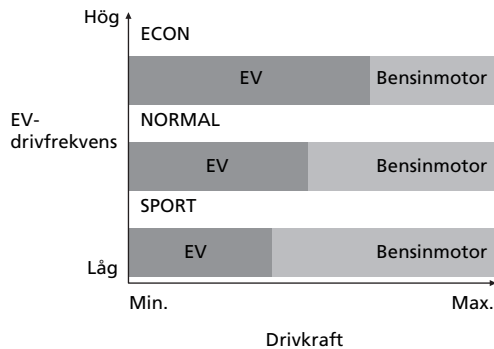 Hög
ECON
EV Bensinmotor
EV-
drivfrekvens
NORMAL
EV Bensinmotor
SPORT
EV Bensinmotor
Låg
Min. Max.
Drivkraft